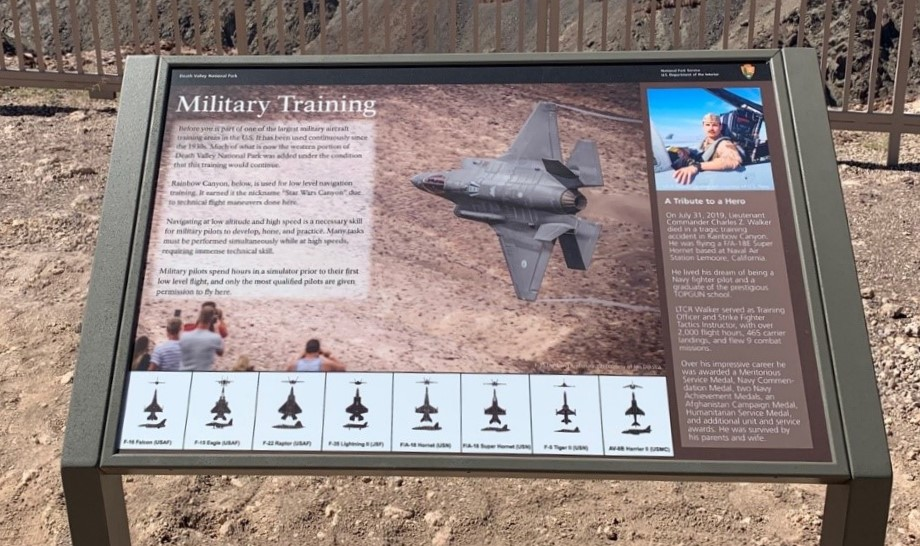 Death Valley National Park
National Park Service
U.S. Department of the Interior
Military Training
Before you is part of one of the largest military aircraft
training areas in the U.S. It has been used continuously since
the 1930s. Much of what is now the western portion of
Death Valley National Park was added under the condition
that this training would continue.
Rainbow Canyon, below, is used for low level navigation
training. It earned it the nickname "Star Wars Canyon" due
to technical flight maneuvers done here.
Navigating at low altitude and high speed is a necessary skill
for military pilots to develop, hone, and practice. Many tasks
must be performed simultaneously while at high speeds,
requiring immense technical skill.
Military pilots spend hours in a simulator prior to their first
low level flight, and only the most qualified pilots are given
permission to fly here.
A Tribute to a Hero
On July 31, 2019, Lieutenant
Commander Charles Z. Walker
died in a tragic training
accident in Rainbow Canyon.
He was flying a F/A-18E Super
Hornet based at Naval Air
Station Lemoore, California.
He lived his dream of being a
Navy fighter pilot and a
graduate of the prestigious
TOPGUN school.
LTCR Walker served as Training
Officer and Strike Fighter
Tactics Instructor, with over
2,000 flight hours, 465 carrier
landings, and flew 9 combat
missions.
Over his impressive career he
was awarded a Meritorious
Service Medal, Navy Commen-
dation Medal, two Navy
Achievement Medals, an
Afghanistan Campaign Medal,
Humanitarian Service Medal,
and additional unit and service
awards. He was survived by
his parents and wife.
F-16 Falcon (USAF)
F-15 Eagle (USAF)
F-22 Raptor (USAF)
F-35 Lightning II (JSF)
F/A-18 Hornet (USN)
F/A-18 Super Hornet (USN)
F-5 Tiger II (USN)
AV-8B Harrier II (USMC)